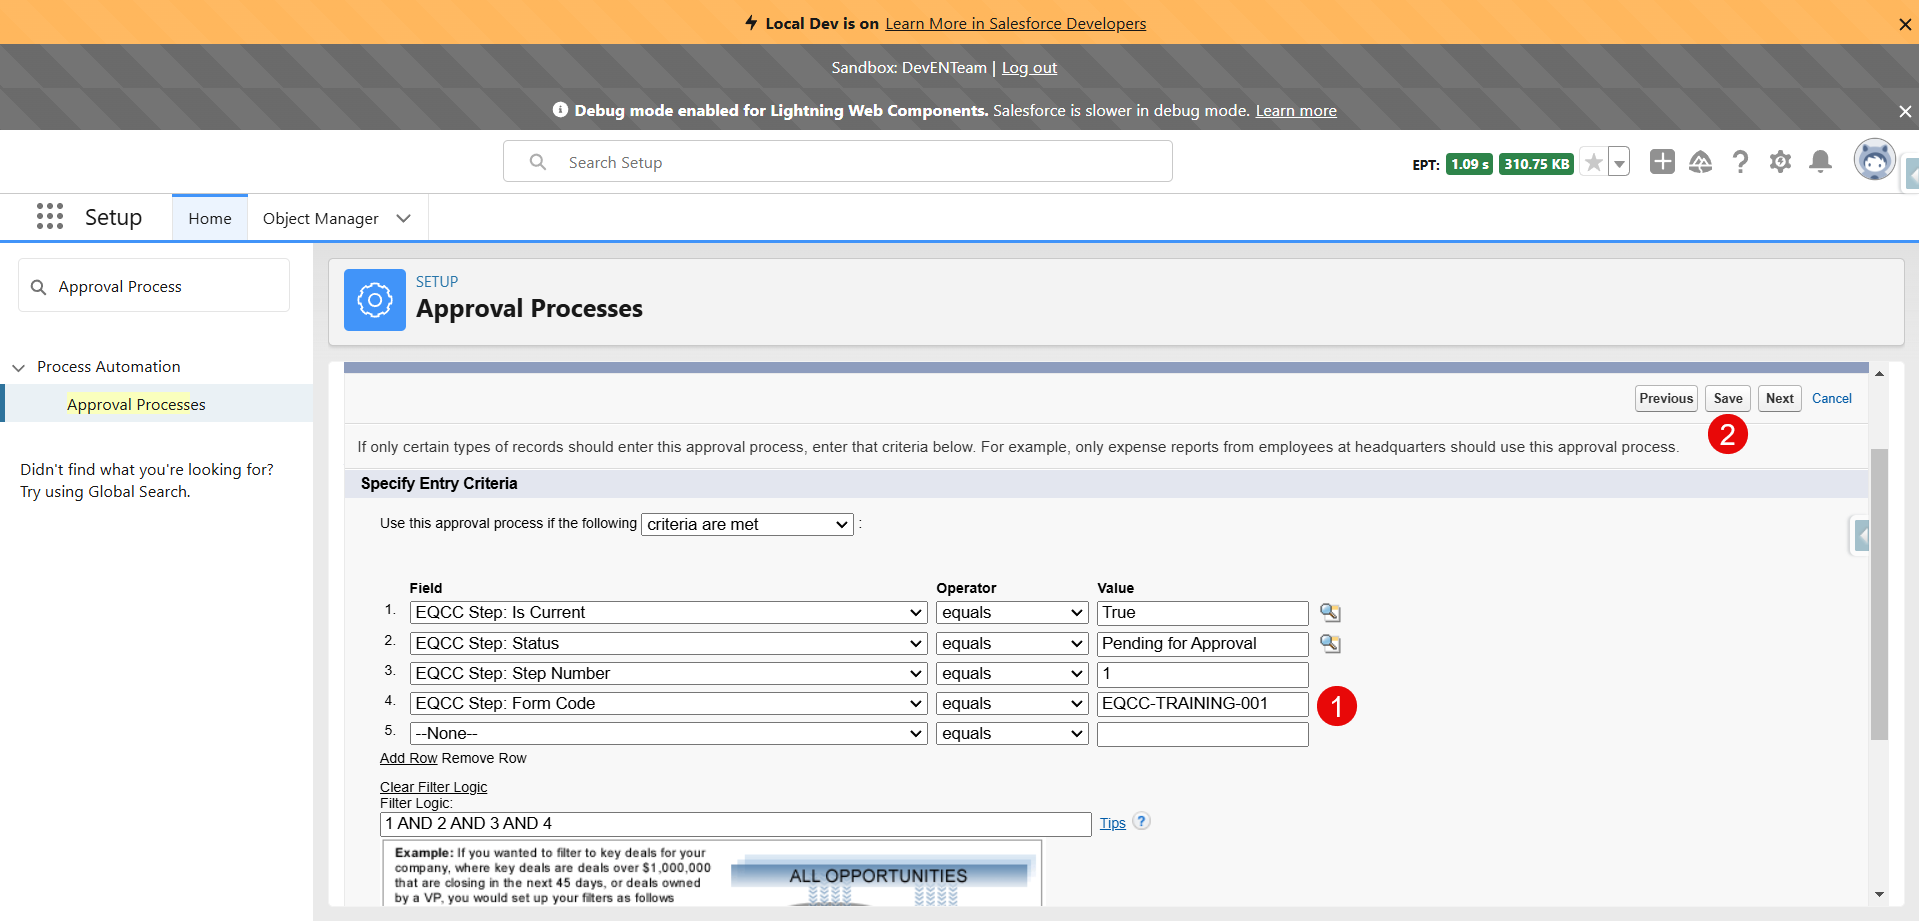 Local Dev is on Learn More in Salesforce Developers
Sandbox: DevENTeam | Log out
Debug mode enabled for Lightning Web Components. Salesforce is slower in debug mode. Learn more
Search Setup
EPT: 1.09 s 310.75 KB
Setup
Home
Object Manager
Approval Process
Process Automation
Approval Processes
Didn't find what you're looking for?
Try using Global Search.
SETUP
Approval Processes
Previous Save Next Cancel
2
If only certain types of records should enter this approval process, enter that criteria below. For example, only expense reports from employees at headquarters should use this approval process.
Specify Entry Criteria
Use this approval process if the following criteria are met :
Field Operator Value
1. EQCC Step: Is Current equals True
2. EQCC Step: Status equals Pending for Approval
3. EQCC Step: Step Number equals 1
4. EQCC Step: Form Code equals EQCC-TRAINING-001
1
5. --None-- equals
Add Row Remove Row
Clear Filter Logic
Filter Logic:
1 AND 2 AND 3 AND 4
Tips ?
Example: If you wanted to filter to key deals for your
company, where key deals are deals over $1,000,000
that are closing in the next 45 days, or deals owned
by a VP, you would set up your filters as follows
ALL OPPORTUNITIES